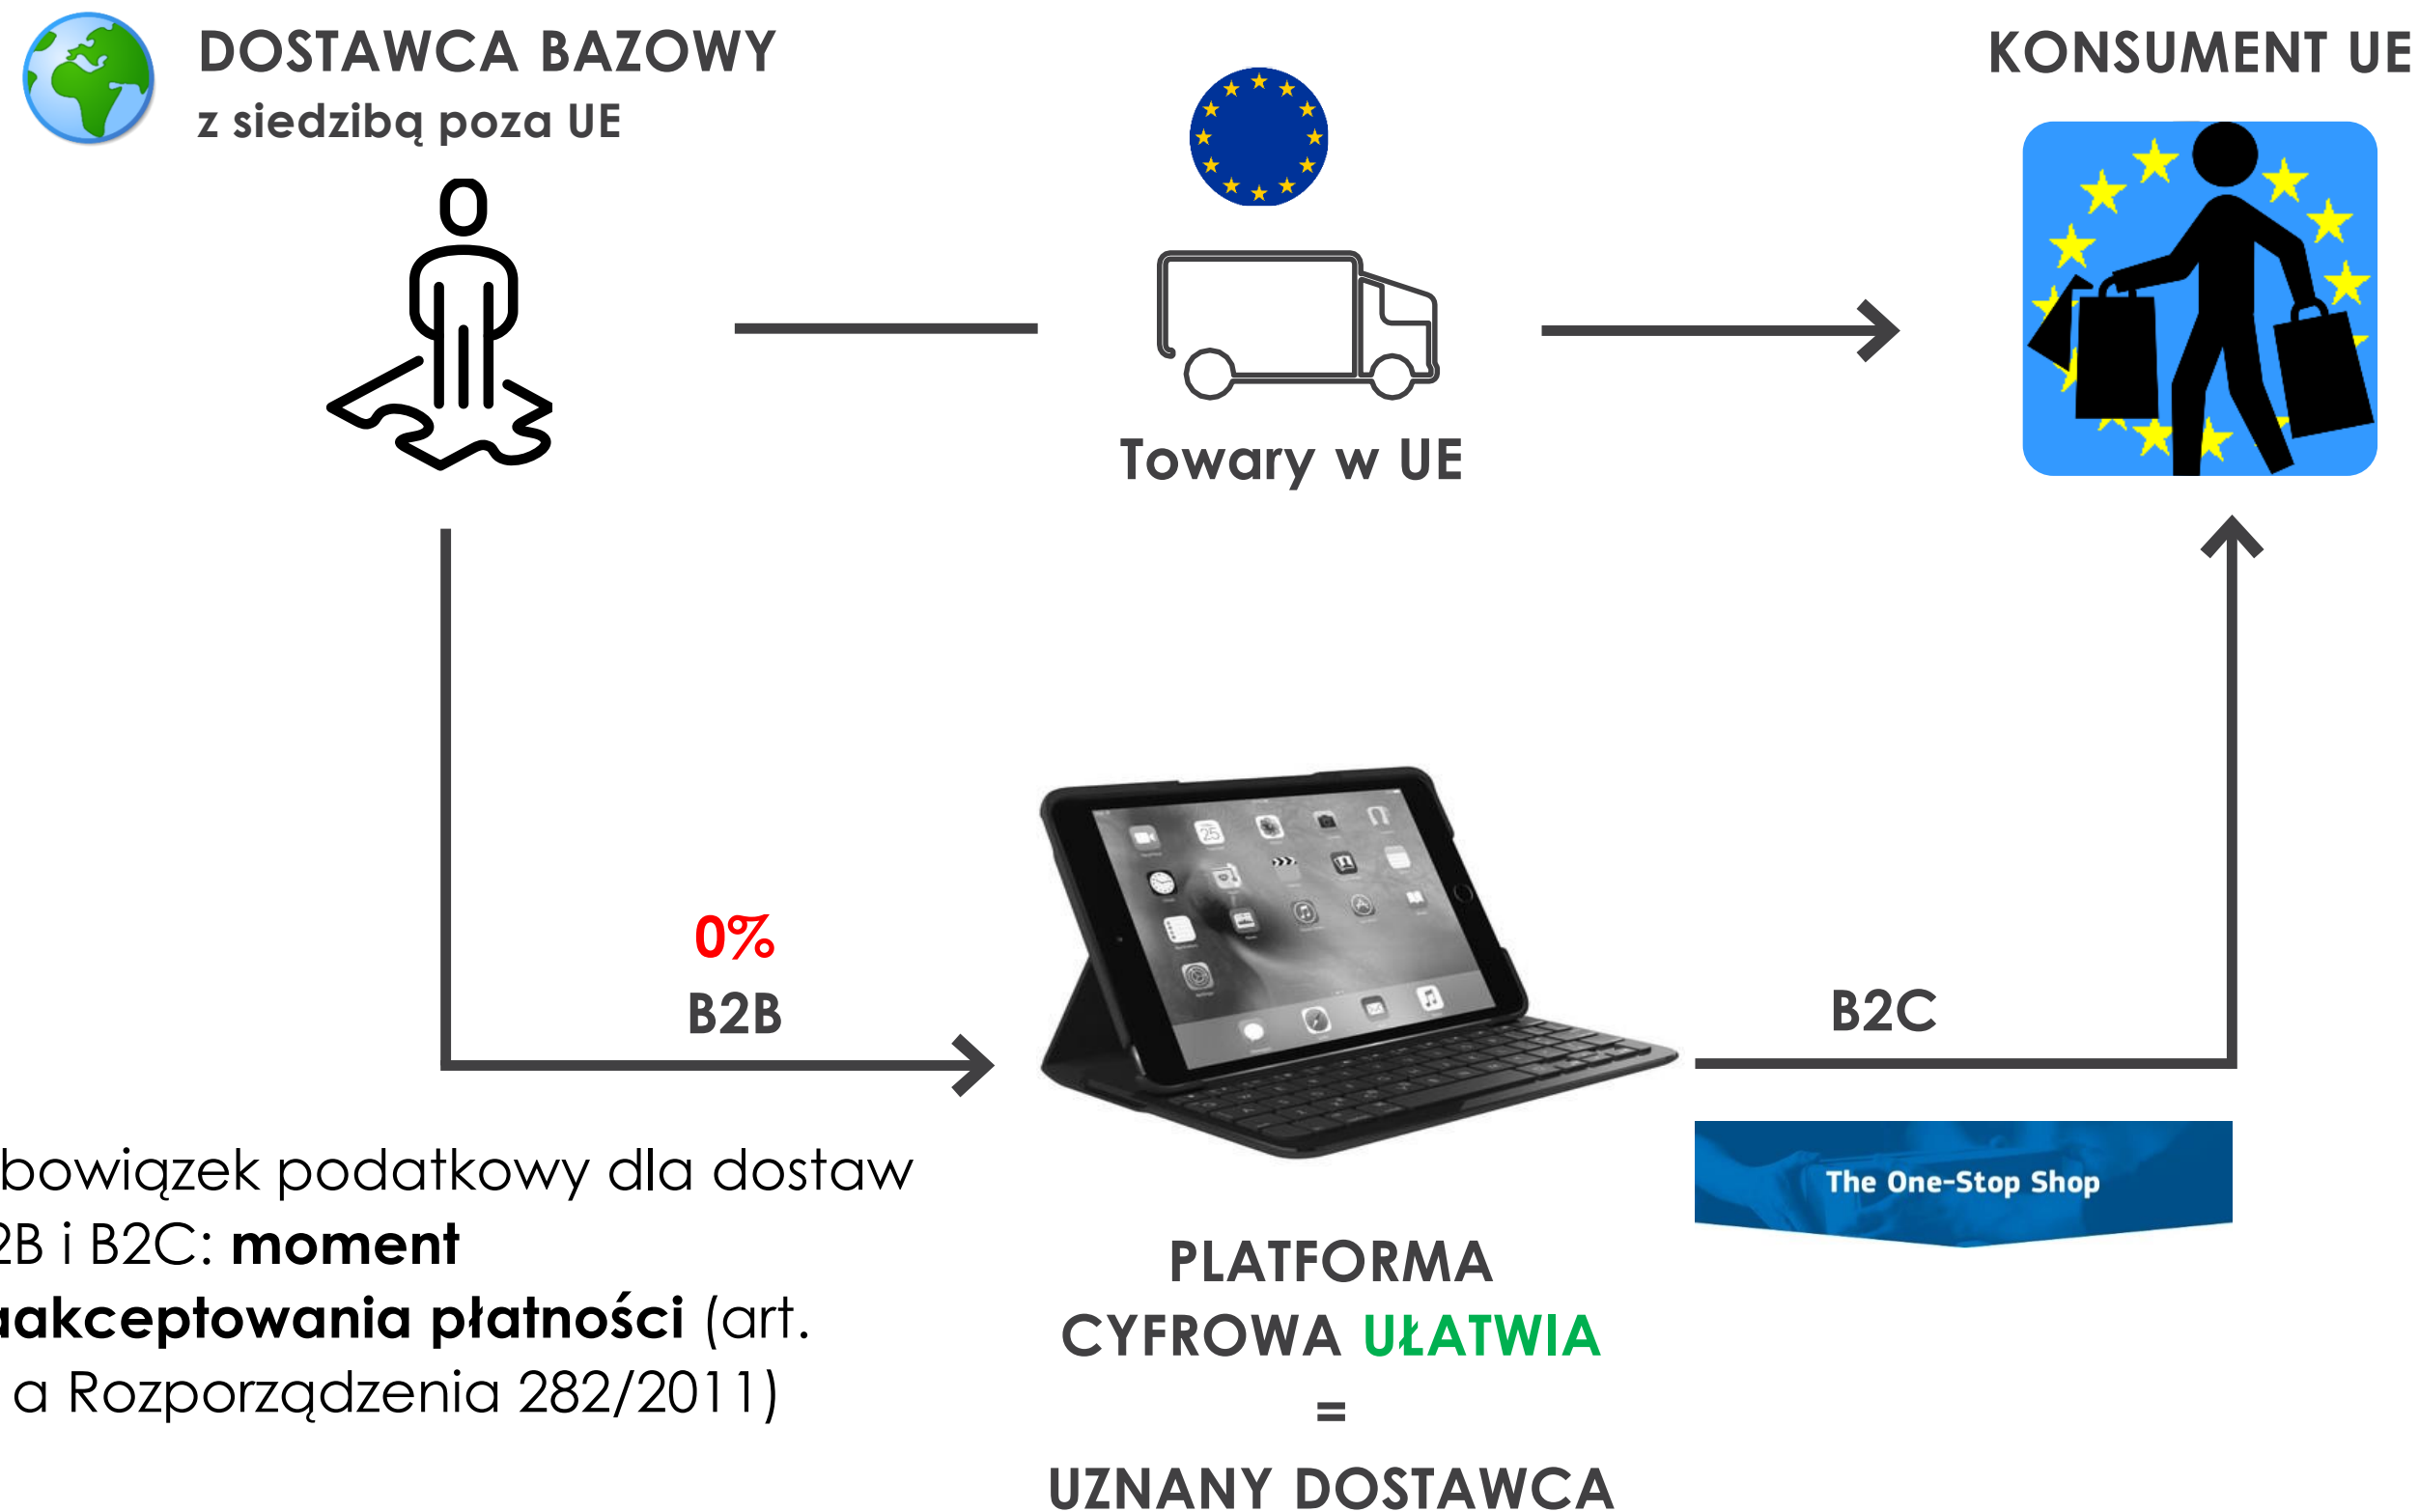 DOSTAWCA BAZOWY
z siedzibą poza UE
KONSUMENT UE
Towary w UE
0%
B2B
B2C
bowiązek podatkowy dla dostaw
2B i B2C: moment
aakceptowania płatności (art.
a Rozporządzenia 282/2011)
The One-Stop Shop
PLATFORMA
CYFROWA UŁATWIA
=
UZNANY DOSTAWCA